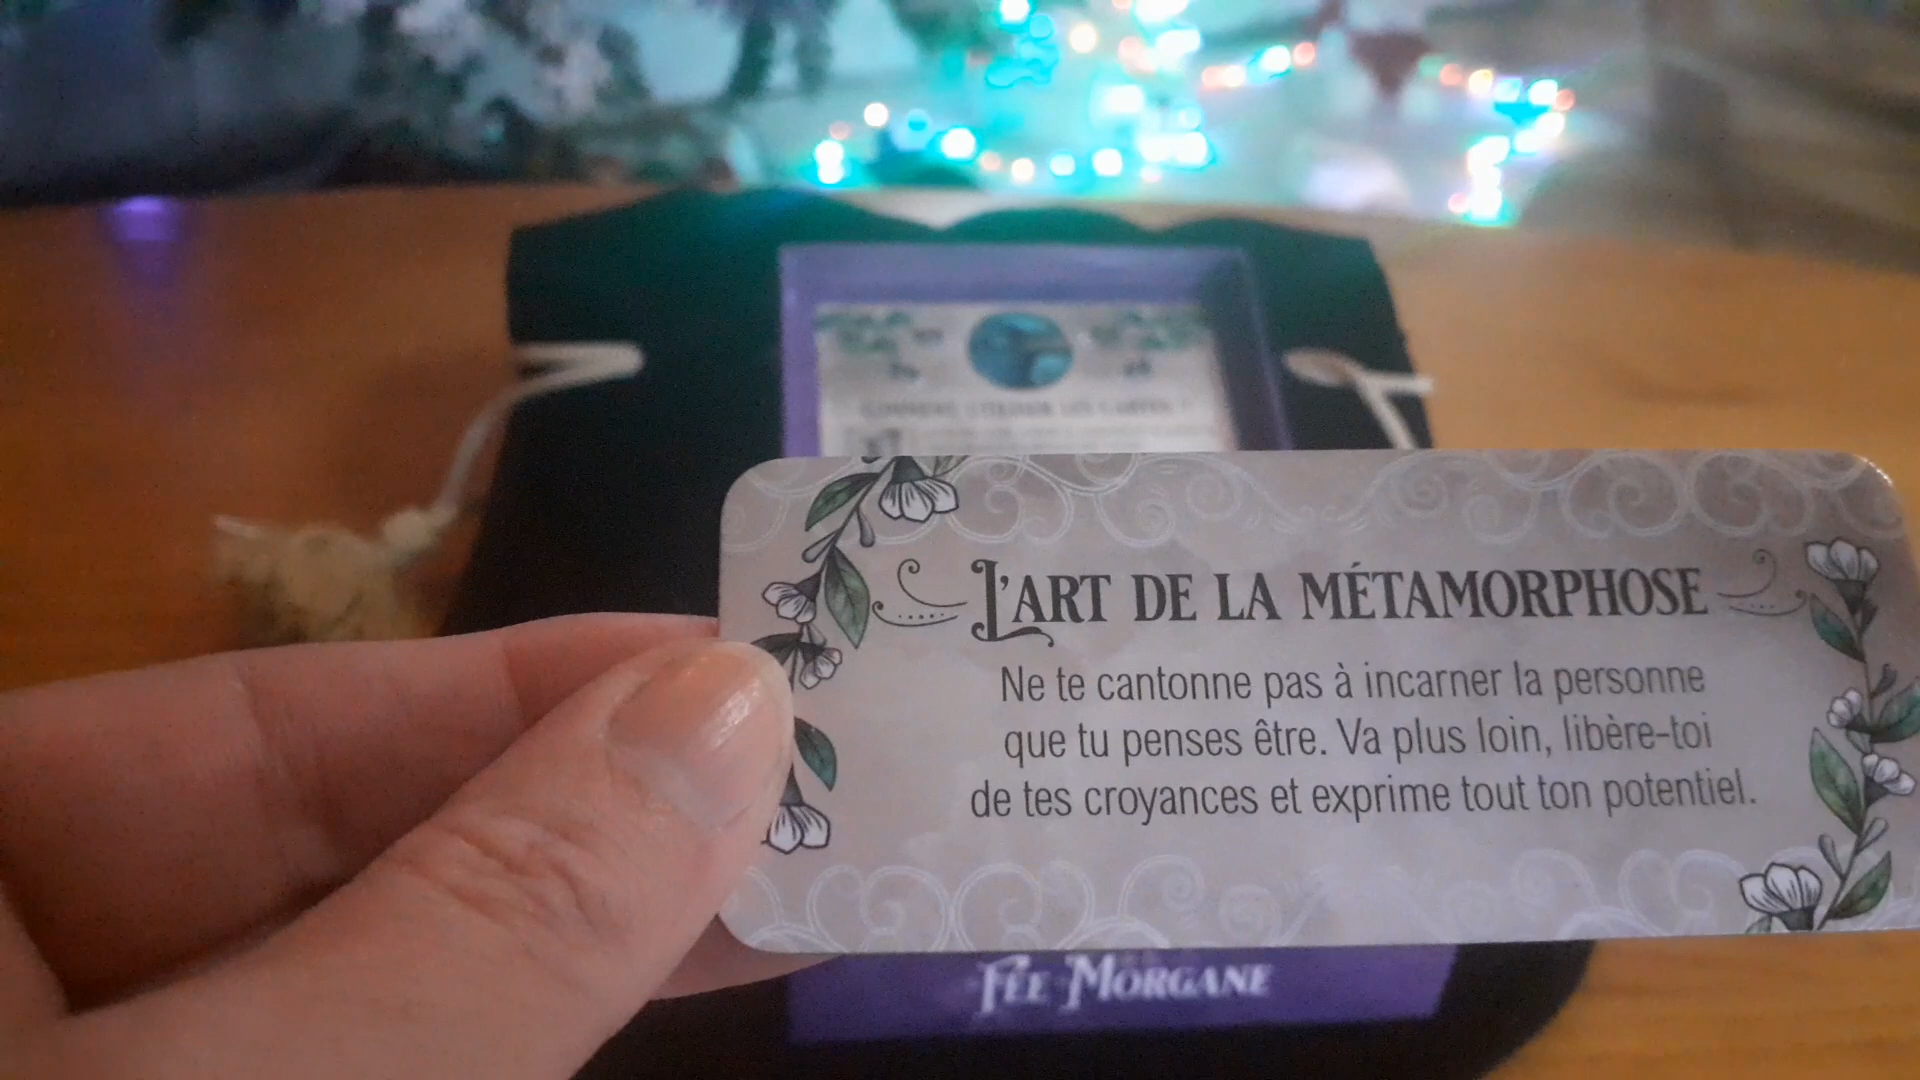 L'ART DE LA MÉTAMORPHOSE
Ne te cantonne pas à incarner la personne
que tu penses être. Va plus loin, libère-toi
de tes croyances et exprime tout ton potentiel.
FÉE MORGANE